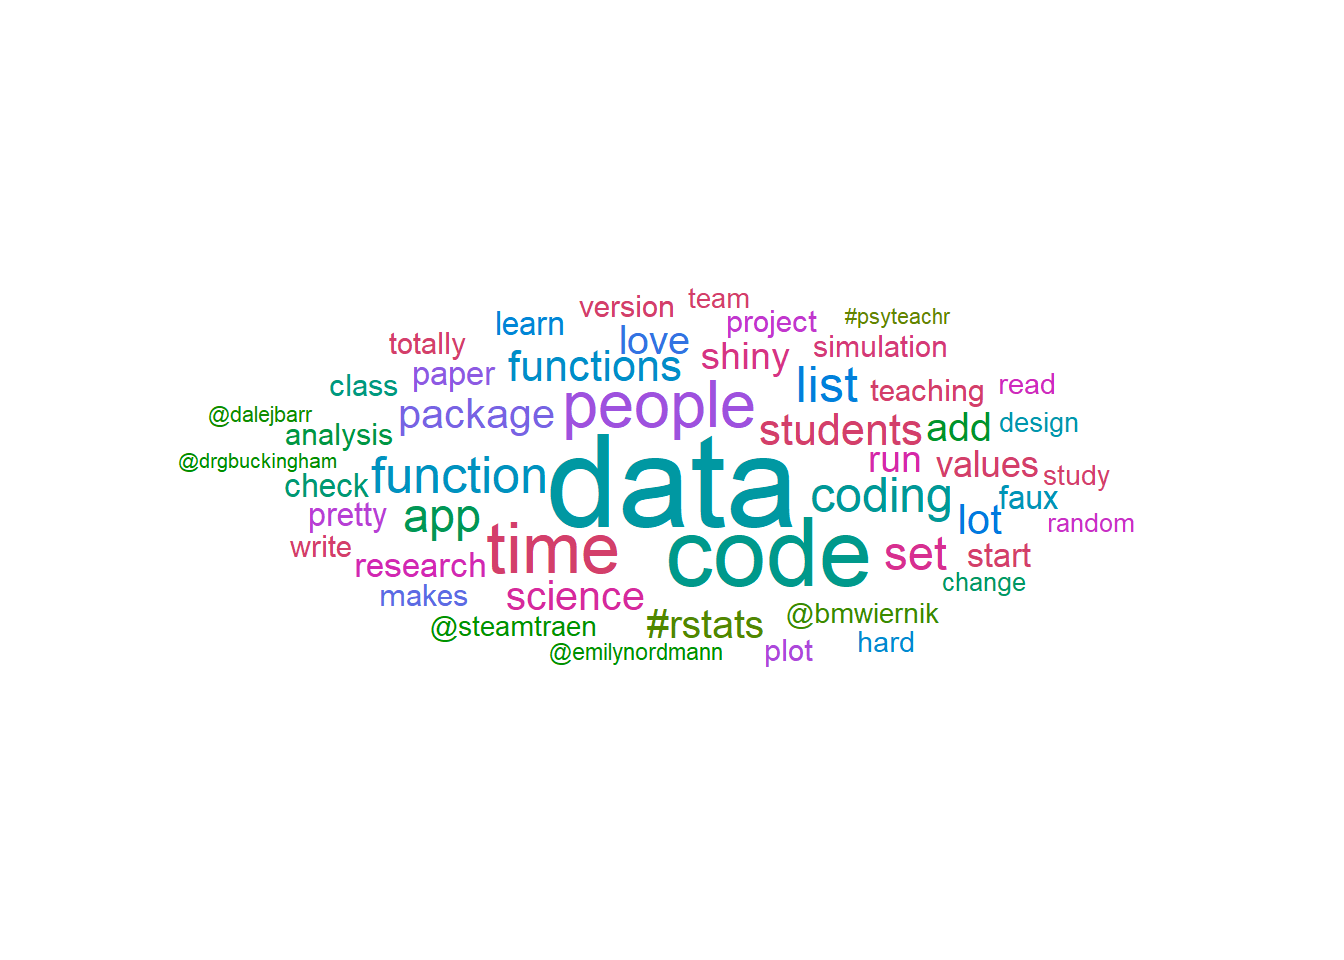 team
version
#psyteachr
project
learn
love
totally
shiny
simulation
functions
paper
list
class
teaching
read
people
@dalejbarr
package
students
add
design
analysis
@drgbuckingham
run
values
function
data
study
check
coding
faux
pretty
app
lot
random
write
time
code
set
start
research
change
makes
science
@bmwiernik
@steamtraen
#rstats
hard
@emilynordmann
plot